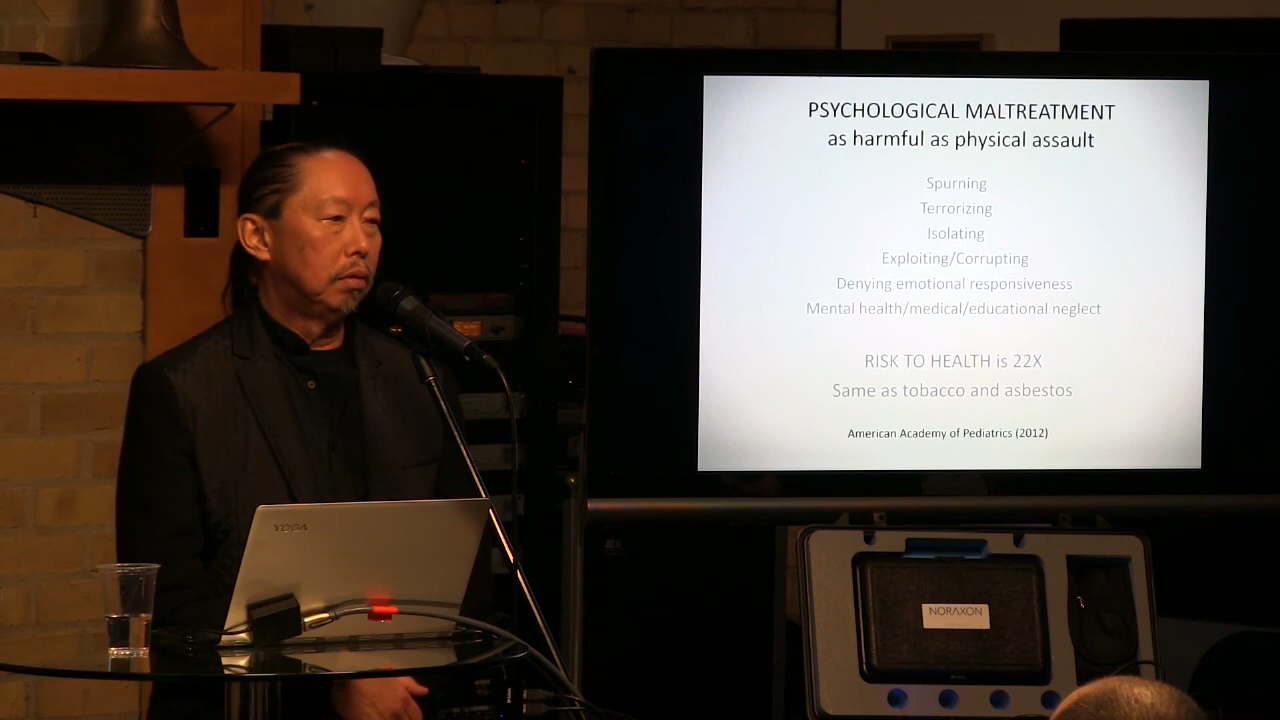 PSYCHOLOGICAL MALTREATMENT
as harmful as physical assault
Spurning
Terrorizing
Isolating
Exploiting/Corrupting
Denying emotional responsiveness
Mental health/medical/educational neglect
RISK TO HEALTH is 22X
Same as tobacco and asbestos
American Academy of Pediatrics (2012)
YOGA
NORAXON